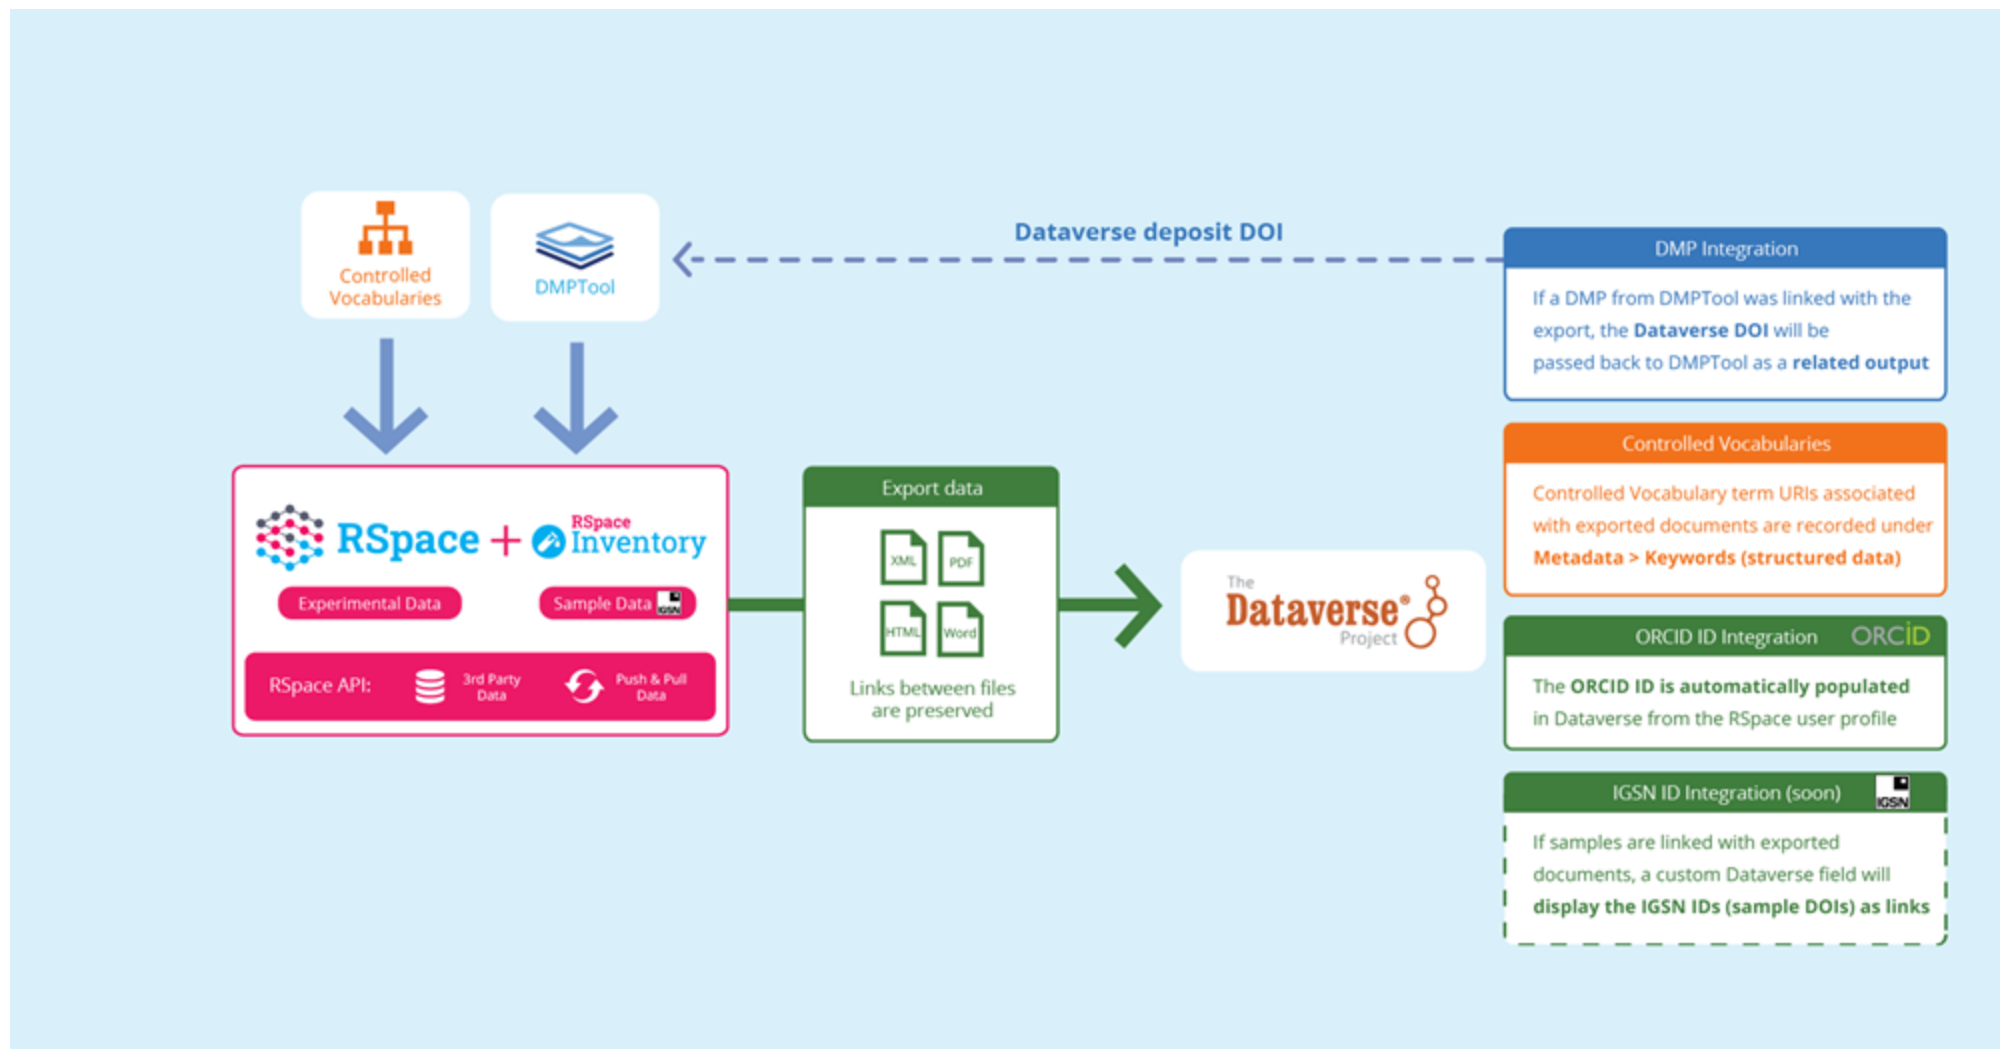 Controlled
Vocabularies
DMPTool
Dataverse deposit DOI
RSpace + RSpace Inventory
Experimental Data
Sample Data IGSN
RSpace API:
3rd Party
Data
Push & Pull
Data
Export data
XML
PDF
HTML
Word
Links between files
are preserved
The
Dataverse®
Project
DMP Integration
If a DMP from DMPTool was linked with the
export, the Dataverse DOI will be
passed back to DMPTool as a related output
Controlled Vocabularies
Controlled Vocabulary term URIs associated
with exported documents are recorded under
Metadata > Keywords (structured data)
ORCID ID Integration ORCID
The ORCID ID is automatically populated
in Dataverse from the RSpace user profile
IGSN ID Integration (soon) IGSN
If samples are linked with exported
documents, a custom Dataverse field will
display the IGSN IDs (sample DOIs) as links